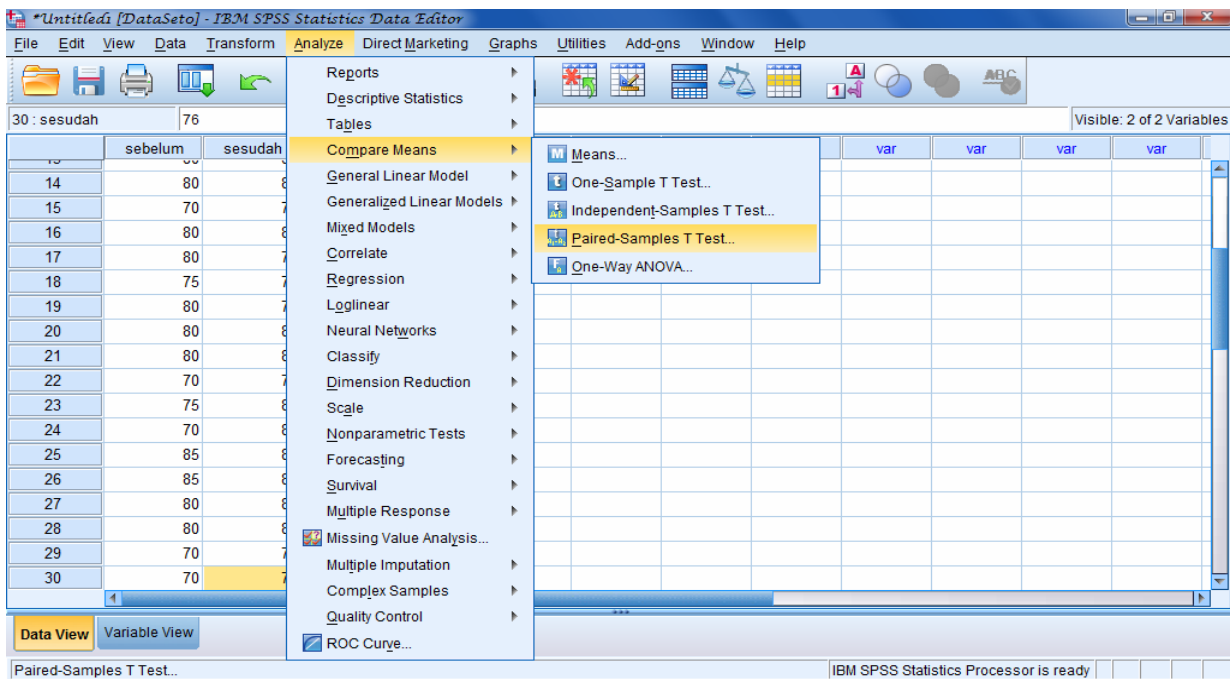 *Untitled1 [DataSet0] - IBM SPSS Statistics Data Editor
File Edit View Data Transform Analyze Direct Marketing Graphs Utilities Add-ons Window Help
30 : sesudah 76
Visible: 2 of 2 Variables
sebelum sesudah var var var var
14 80
15 70
16 80
17 80
18 75
19 80
20 80
21 80
22 70
23 75
24 70
25 85
26 85
27 80
28 80
29 70
30 70
Reports
Descriptive Statistics
Tables
Compare Means
General Linear Model
Generalized Linear Models
Mixed Models
Correlate
Regression
Loglinear
Neural Networks
Classify
Dimension Reduction
Scale
Nonparametric Tests
Forecasting
Survival
Multiple Response
Missing Value Analysis...
Multiple Imputation
Complex Samples
Quality Control
ROC Curve...
Means...
One-Sample T Test...
Independent-Samples T Test...
Paired-Samples T Test...
One-Way ANOVA...
Data View Variable View
Paired-Samples T Test...
IBM SPSS Statistics Processor is ready